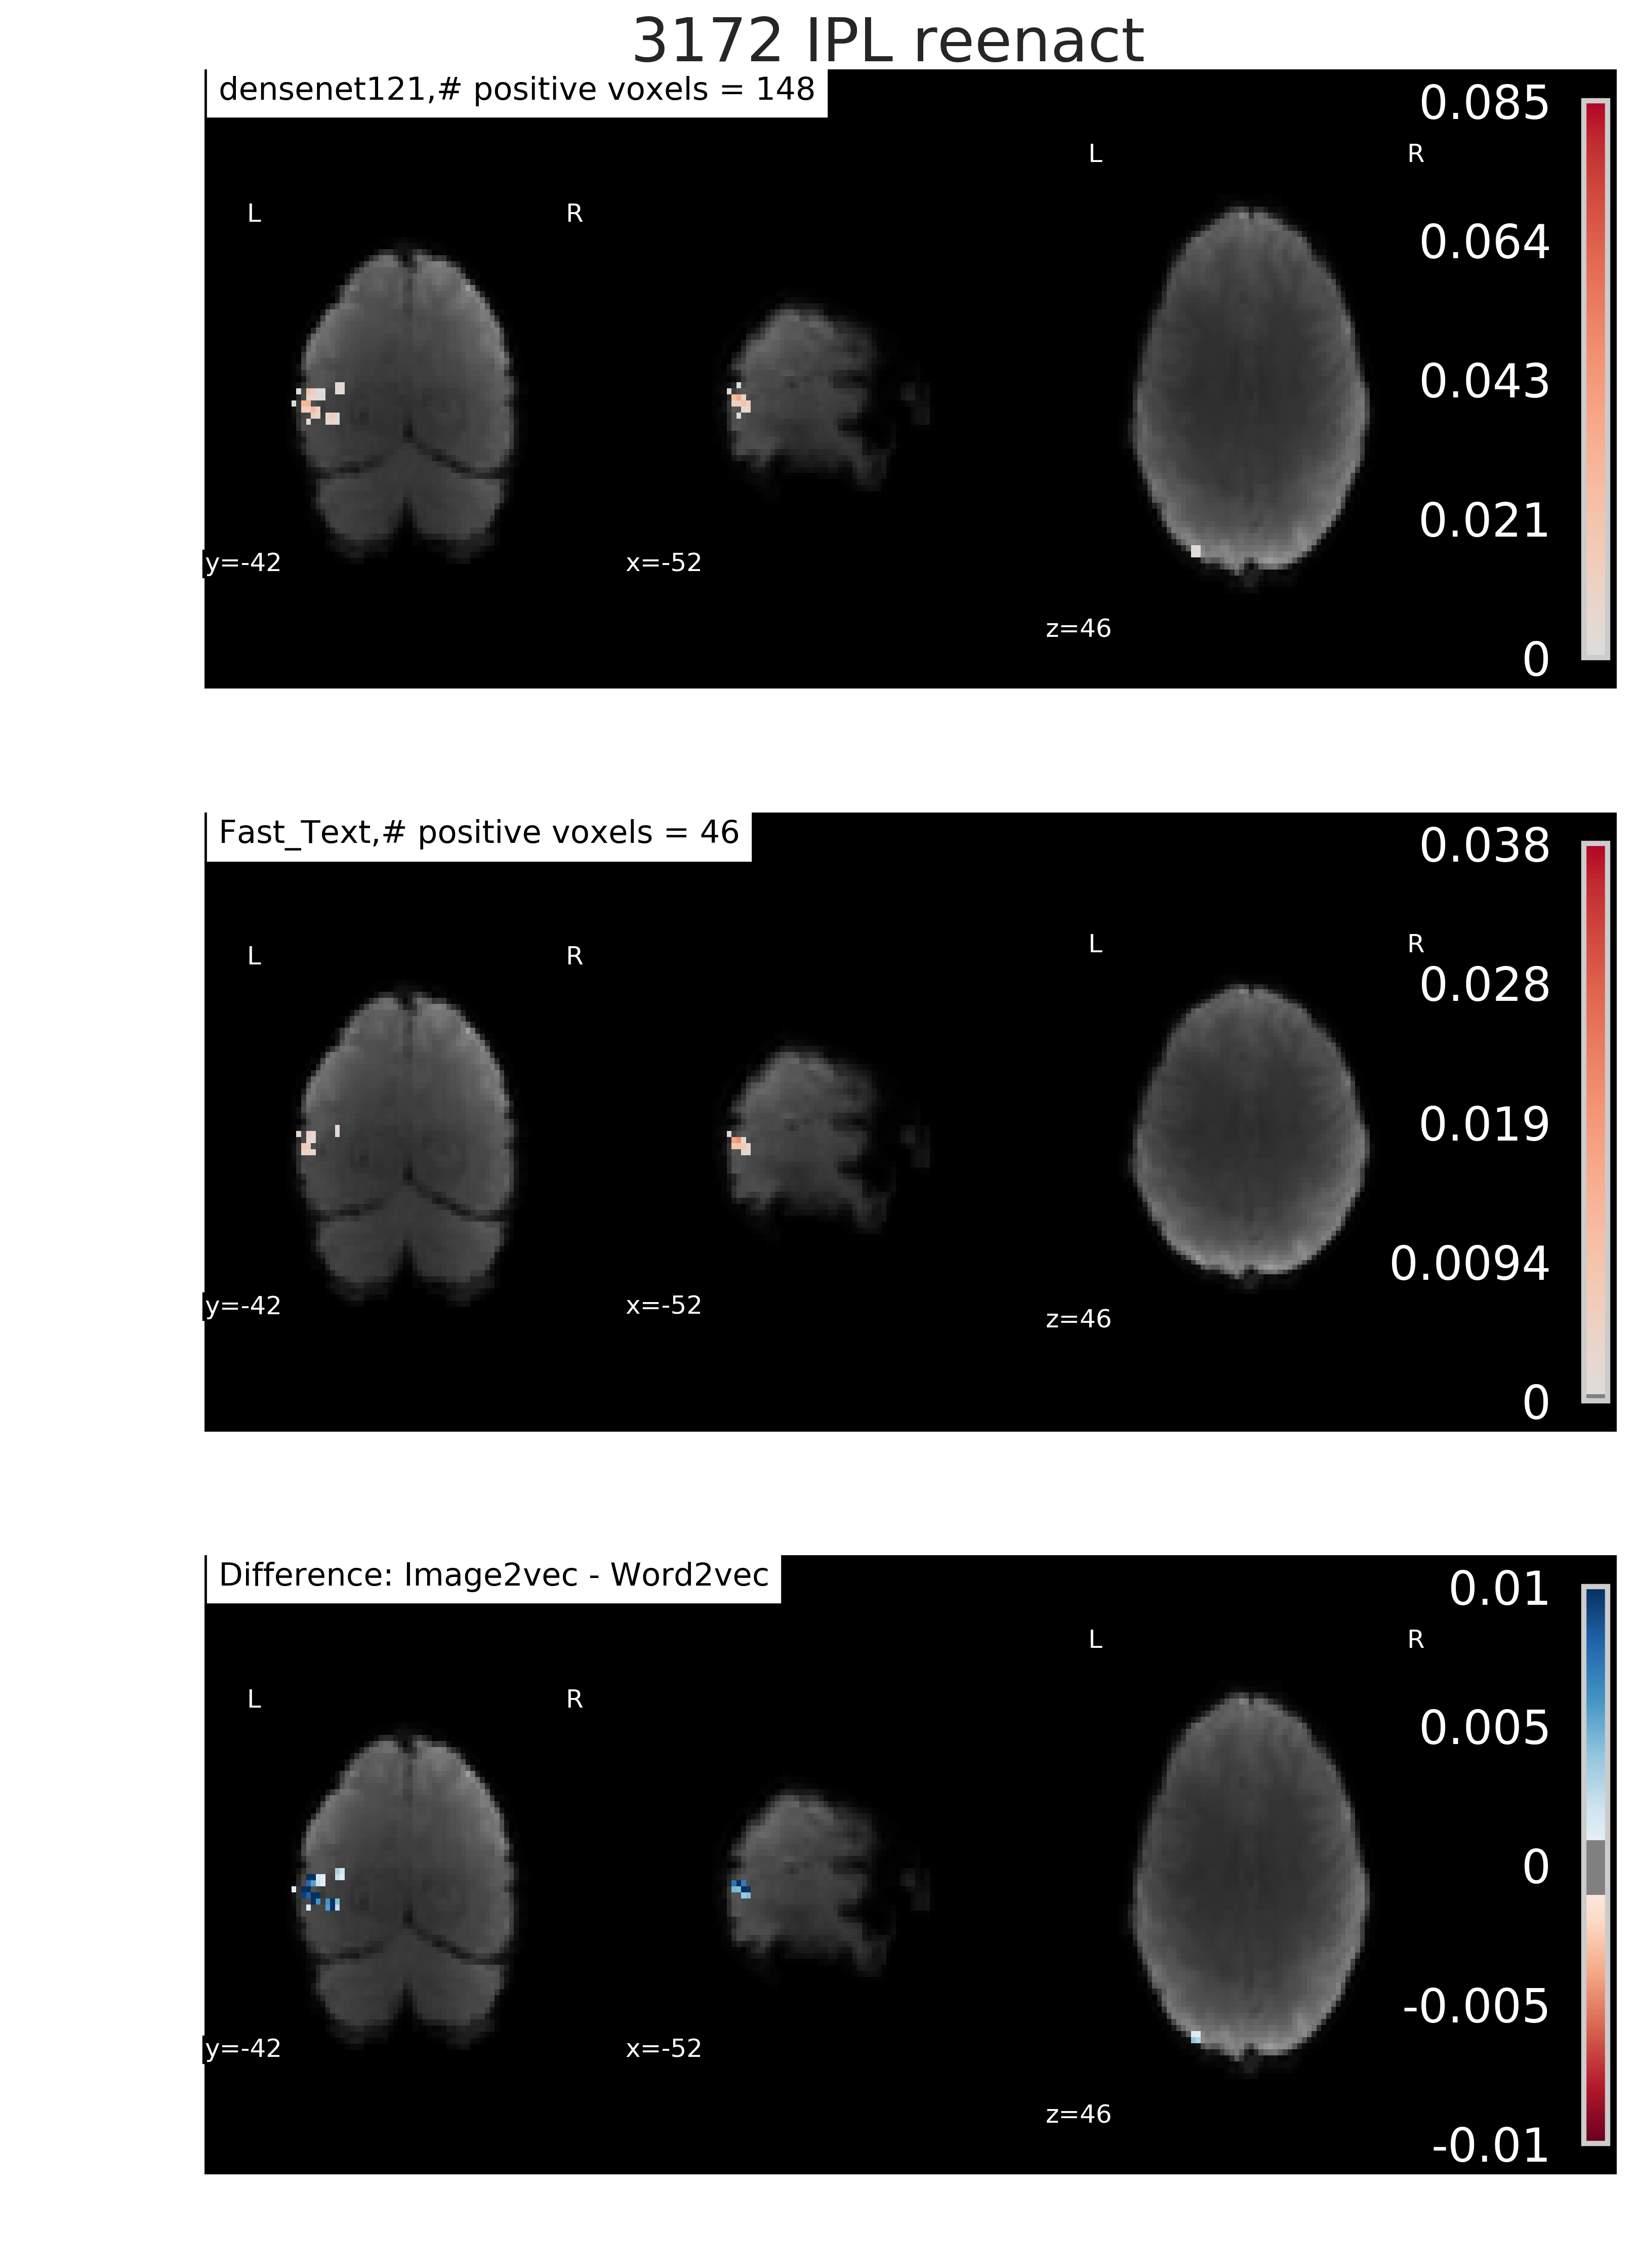 3172 IPL reenact
densenet121,# positive voxels = 148
0.085
L
R
L
R
0.064
0.043
0.021
y=-42
x=-52
z=46
0
Fast_Text,# positive voxels = 46
0.038
L
R
L
R
0.028
0.019
0.0094
y=-42
x=-52
z=46
0
Difference: Image2vec - Word2vec
0.01
L
R
L
R
0.005
0
-0.005
y=-42
x=-52
z=46
-0.01